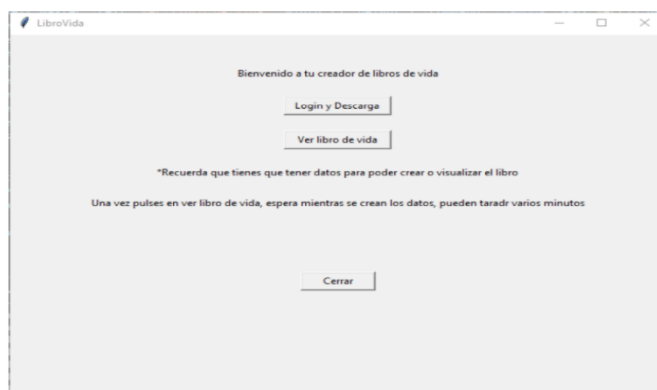 LibroVida
Bienvenido a tu creador de libros de vida
Login y Descarga
Ver libro de vida
*Recuerda que tienes que tener datos para poder crear o visualizar el libro
Una vez pulses en ver libro de vida, espera mientras se crean los datos, pueden taradr varios minutos
Cerrar